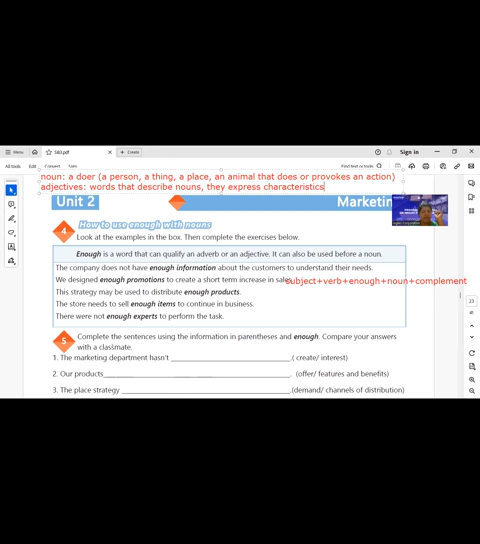 Menu
SB3.pdf
Create
Sign in
All tools Edit Convert Sign
Find text or tools
noun: a doer (a person, a thing, a place, an animal that does or provokes an action)
adjectives: words that describe nouns, they express characteristics
Unit 2
Marketin
4 How to use enough with nouns
Look at the examples in the box. Then complete the exercises below.
Enough is a word that can qualify an adverb or an adjective. It can also be used before a noun.
The company does not have enough information about the customers to understand their needs.
We designed enough promotions to create a short term increase in sales
subject+verb+enough+noun+complement
This strategy may be used to distribute enough products.
The store needs to sell enough items to continue in business.
There were not enough experts to perform the task.
5 Complete the sentences using the information in parentheses and enough. Compare your answers
with a classmate.
1. The marketing department hasn't ______________________________.( create/ interest)
2. Our products______________________________. (offer/ features and benefits)
3. The place strategy ______________________________.(demand/ channels of distribution)
23